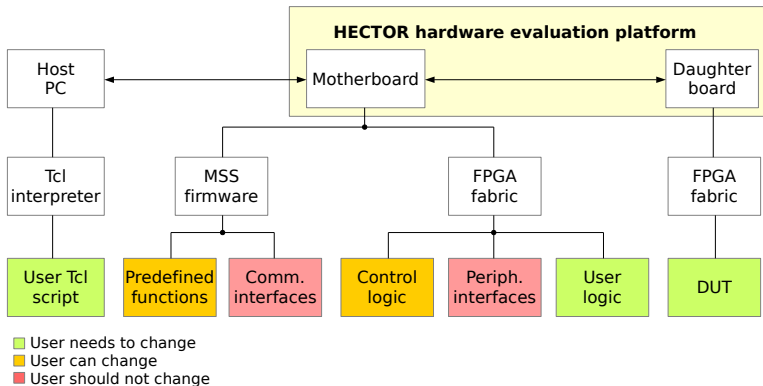 HECTOR hardware evaluation platform
Host
PC
Motherboard
Daughter
board
Tcl
interpreter
MSS
firmware
FPGA
fabric
FPGA
fabric
User Tcl
script
Predefined
functions
Comm.
interfaces
Control
logic
Periph.
interfaces
User
logic
DUT
User needs to change
User can change
User should not change